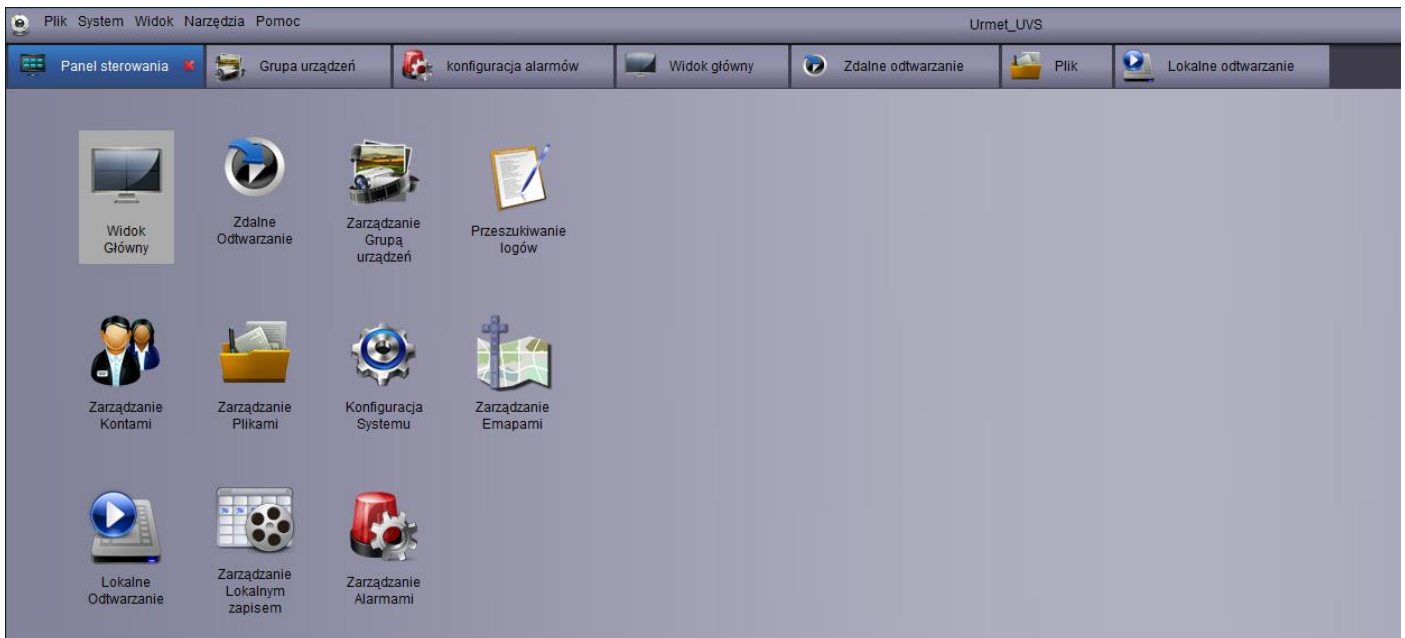 Plik System Widok Narzędzia Pomoc
Urmet_UVS
Panel sterowania
Grupa urządzeń
konfiguracja alarmów
Widok główny
Zdalne odtwarzanie
Plik
Lokalne odtwarzanie
Widok
Główny
Zdalne
Odtwarzanie
Zarządzanie
Grupą
urządzeń
Przeszukiwanie
logów
Zarządzanie
Kontami
Zarządzanie
Plikami
Konfiguracja
Systemu
Zarządzanie
Emapami
Lokalne
Odtwarzanie
Zarządzanie
Lokalnym
zapisem
Zarządzanie
Alarmami